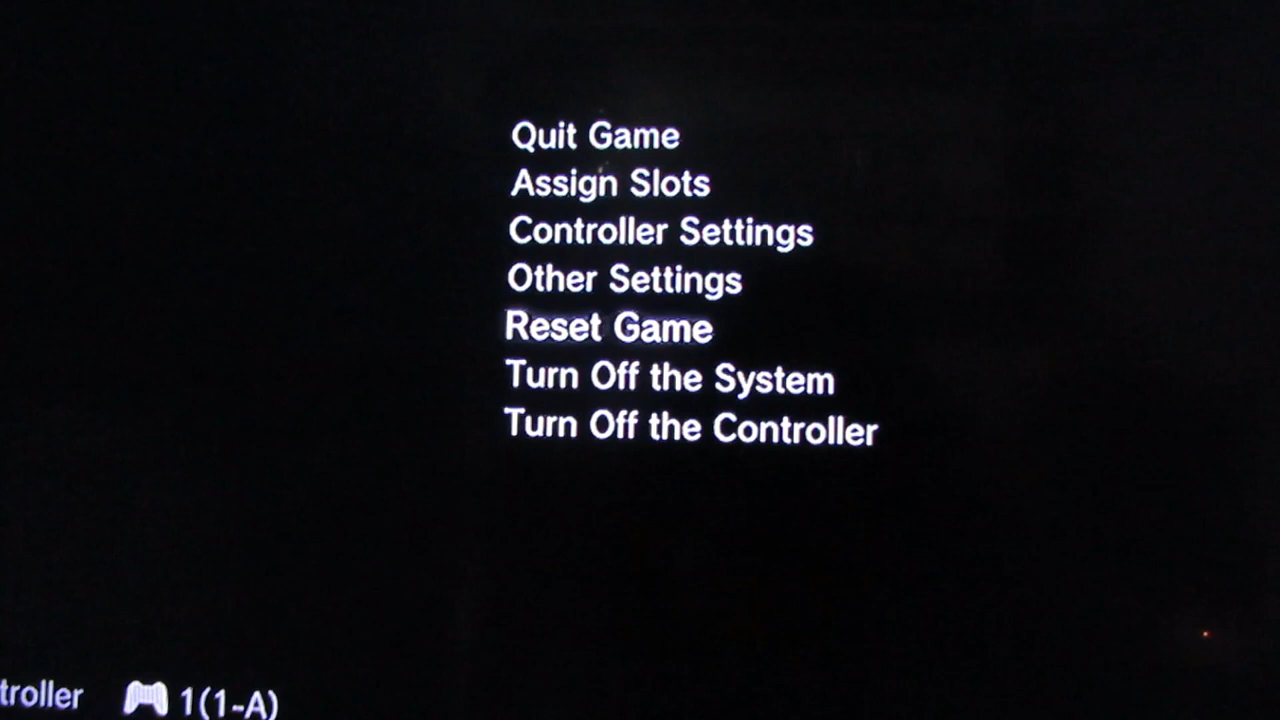 Quit Game
Assign Slots
Controller Settings
Other Settings
Reset Game
Turn Off the System
Turn Off the Controller
troller 1(1-A)